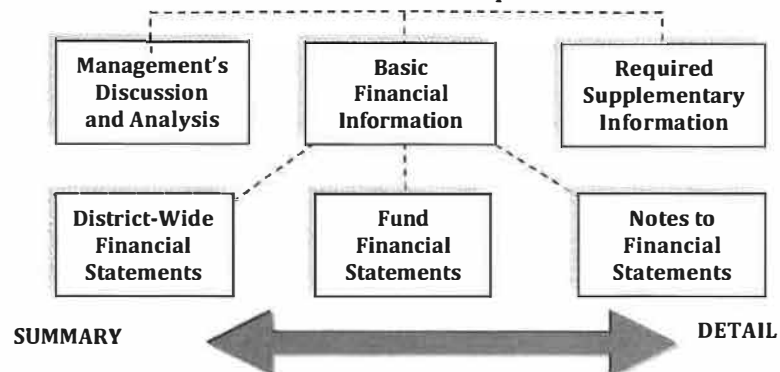 Management's
Discussion
and Analysis
Basic
Financial
Information
Required
Supplementary
Information
District-Wide
Financial
Statements
Fund
Financial
Statements
Notes to
Financial
Statements
SUMMARY
DETAIL